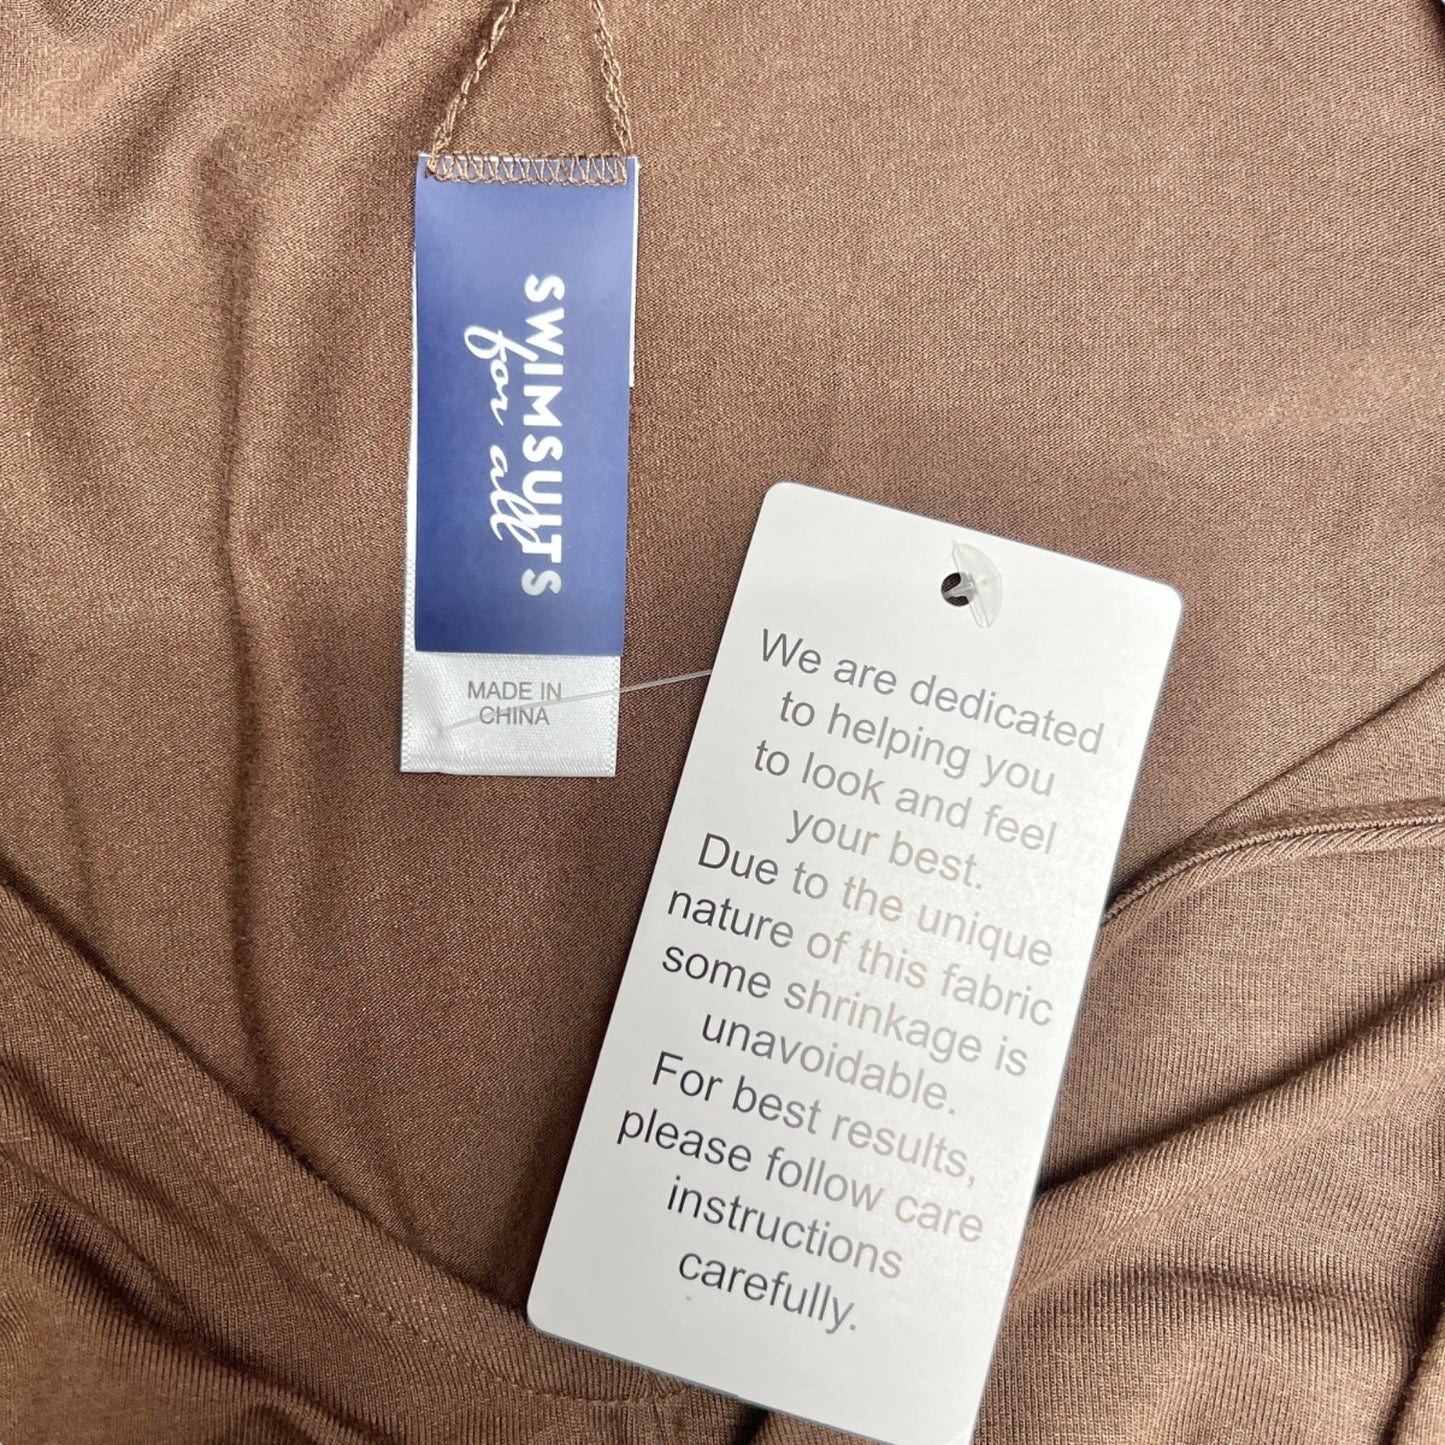 SWIMSUITS
for all
MADE IN
CHINA
We are dedicated
to helping you
to look and feel
your best.
Due to the unique
nature of this fabric
some shrinkage is
unavoidable.
For best results,
please follow care
instructions
carefully.